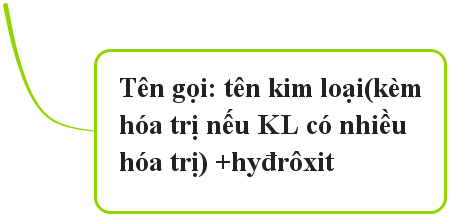 Tên gọi: tên kim loại(kèm
hóa trị nếu KL có nhiều
hóa trị) +hyđrôxit